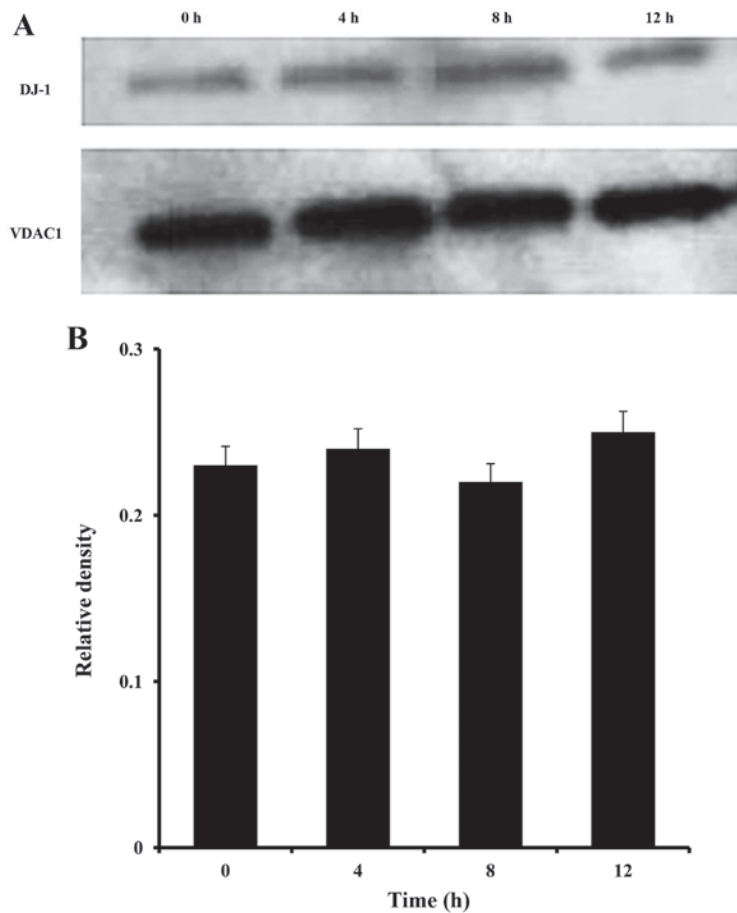 A
0 h 4 h 8 h 12 h
DJ-1
VDAC1
B
0.3
0.2
0.1
0
Relative density
0 4 8 12
Time (h)